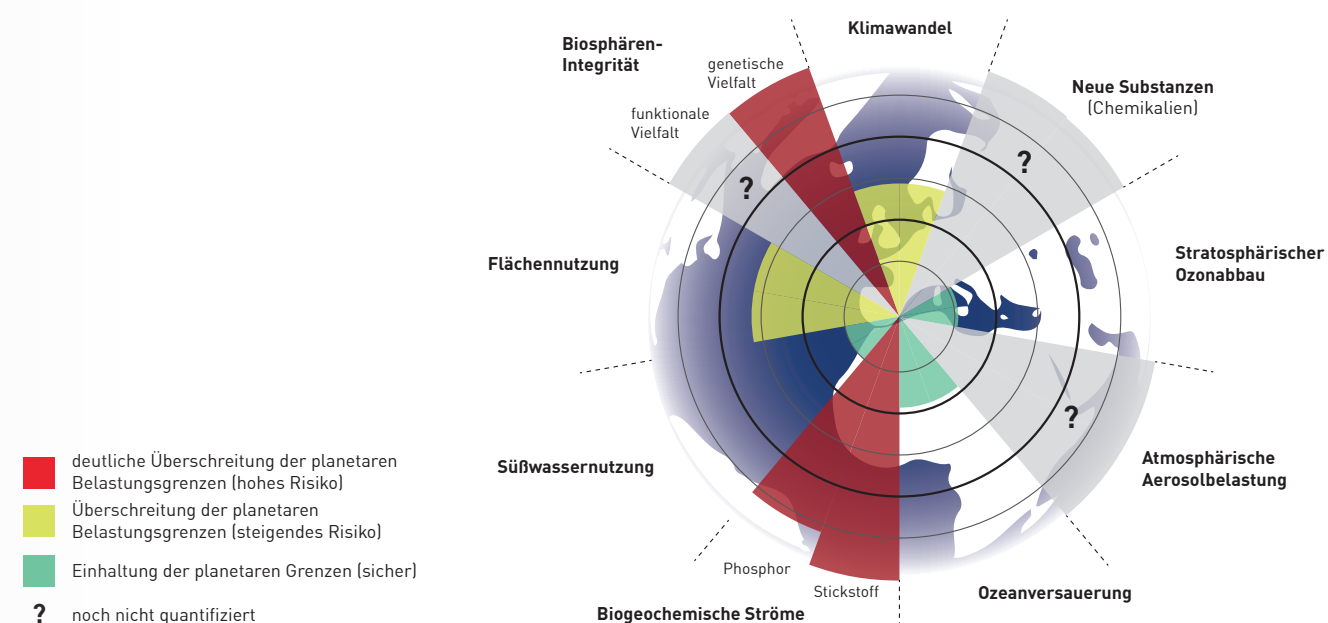 Klimawandel
Biosphären-
Integrität
genetische
Vielfalt
funktionale
Vielfalt
?
Neue Substanzen
(Chemikalien)
?
Flächennutzung
Stratosphärischer
Ozonabbau
?
Süßwassernutzung
Atmosphärische
Aerosolbelastung
Phosphor
Stickstoff
Biogeochemische Ströme
Ozeanversauerung
deutliche Überschreitung der planetaren
Belastungsgrenzen (hohes Risiko)
Überschreitung der planetaren
Belastungsgrenzen (steigendes Risiko)
Einhaltung der planetaren Grenzen (sicher)
? noch nicht quantifiziert